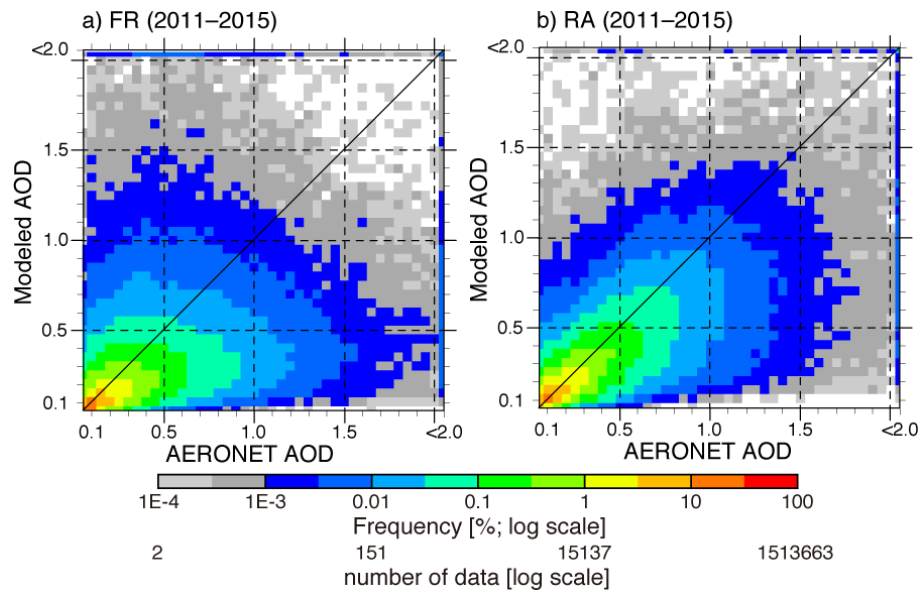 a) FR (2011–2015)
b) RA (2011–2015)
<2.0
1.5
1.0
0.5
0.1
Modeled AOD
0.1 0.5 1.0 1.5 <2.0
AERONET AOD
<2.0
1.5
1.0
0.5
0.1
Modeled AOD
0.1 0.5 1.0 1.5 <2.0
AERONET AOD
1E-4 1E-3 0.01 0.1 1 10 100
Frequency [%; log scale]
2 151 15137 1513663
number of data [log scale]